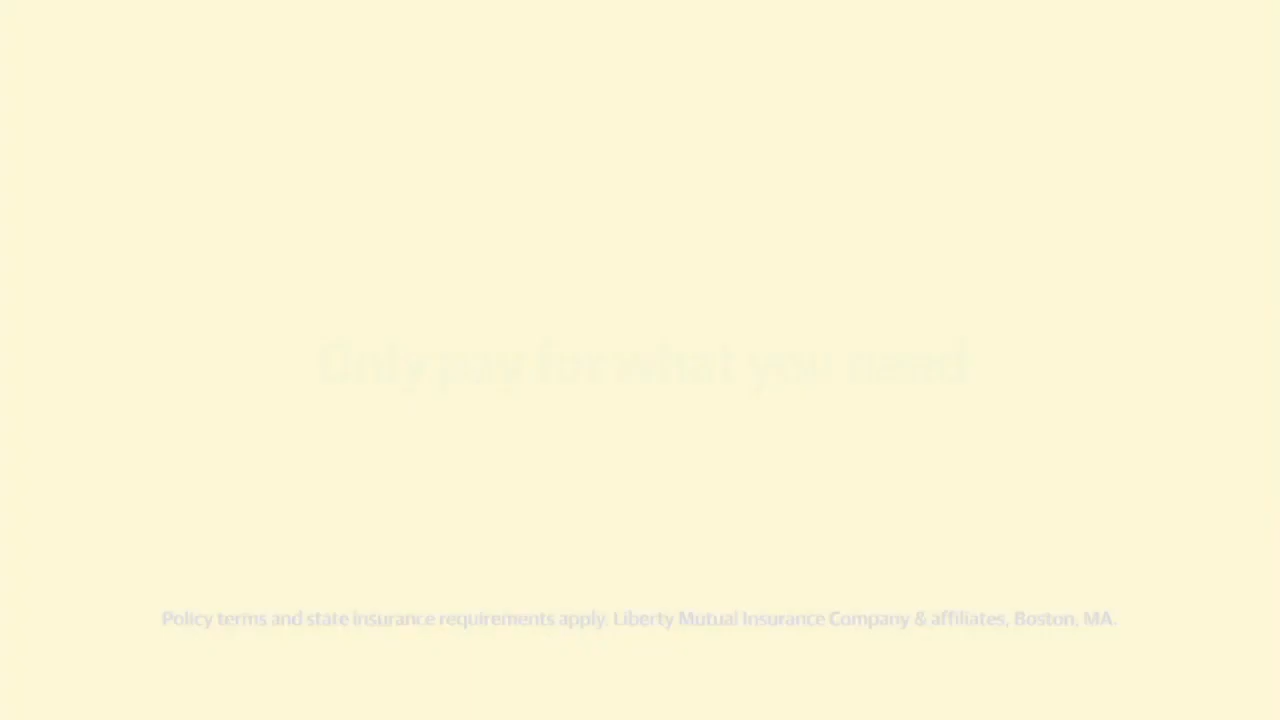 Only pay for what you need
Policy terms and state insurance requirements apply. Liberty Mutual Insurance Company & affiliates, Boston, MA.